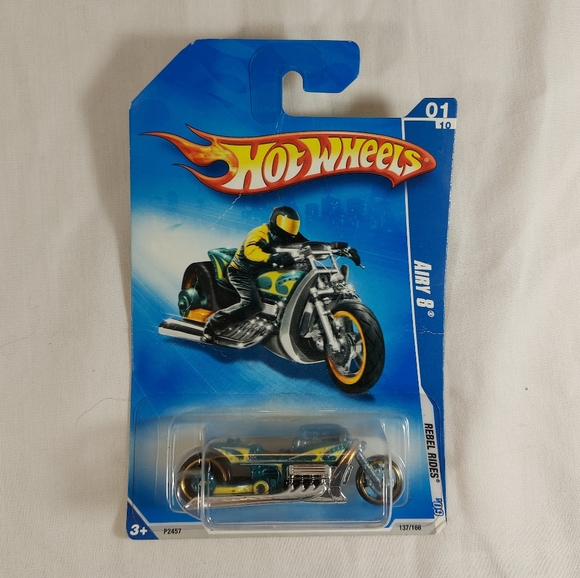 01
10
HOT WHEELS®
AIRY 8®
REBEL RIDES®
'09
3+
P2457
137/166